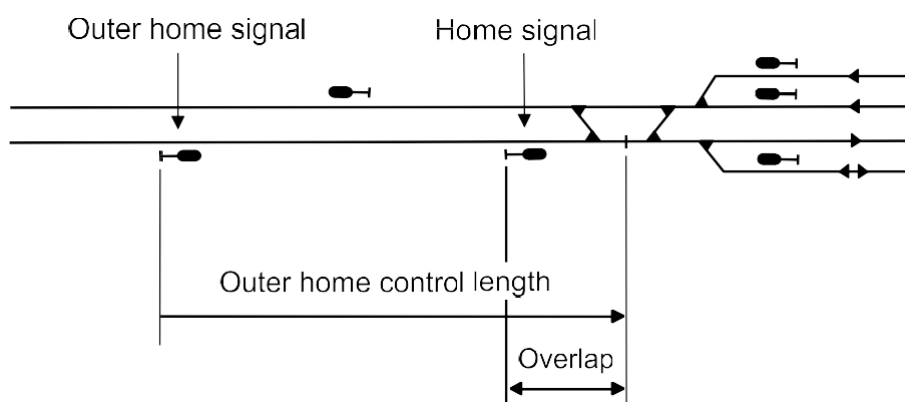 Outer home signal
Home signal
Outer home control length
Overlap